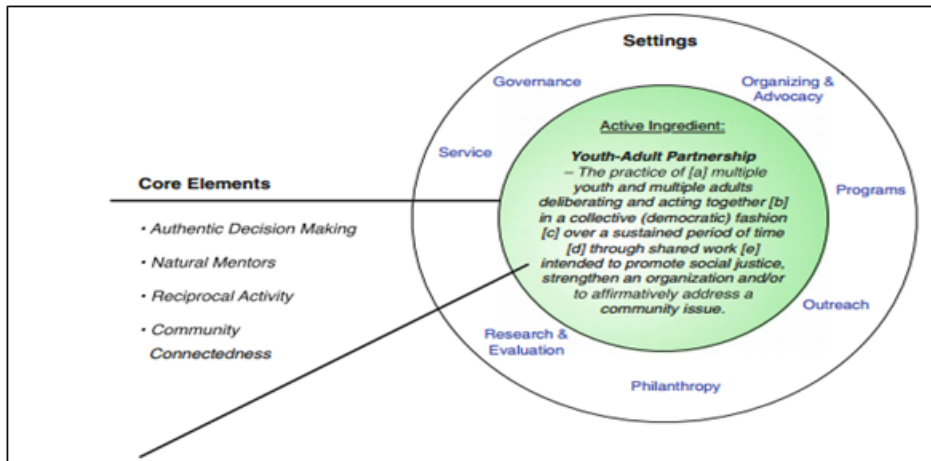 Settings
Governance
Organizing &
Advocacy
Service
Programs
Outreach
Research &
Evaluation
Philanthropy
Active Ingredient:
Youth-Adult Partnership
– The practice of [a] multiple
youth and multiple adults
deliberating and acting together [b]
in a collective (democratic) fashion
[c] over a sustained period of time
[d] through shared work [e]
intended to promote social justice,
strengthen an organization and/or
to affirmatively address a
community issue.
Core Elements
• Authentic Decision Making
• Natural Mentors
• Reciprocal Activity
• Community
Connectedness